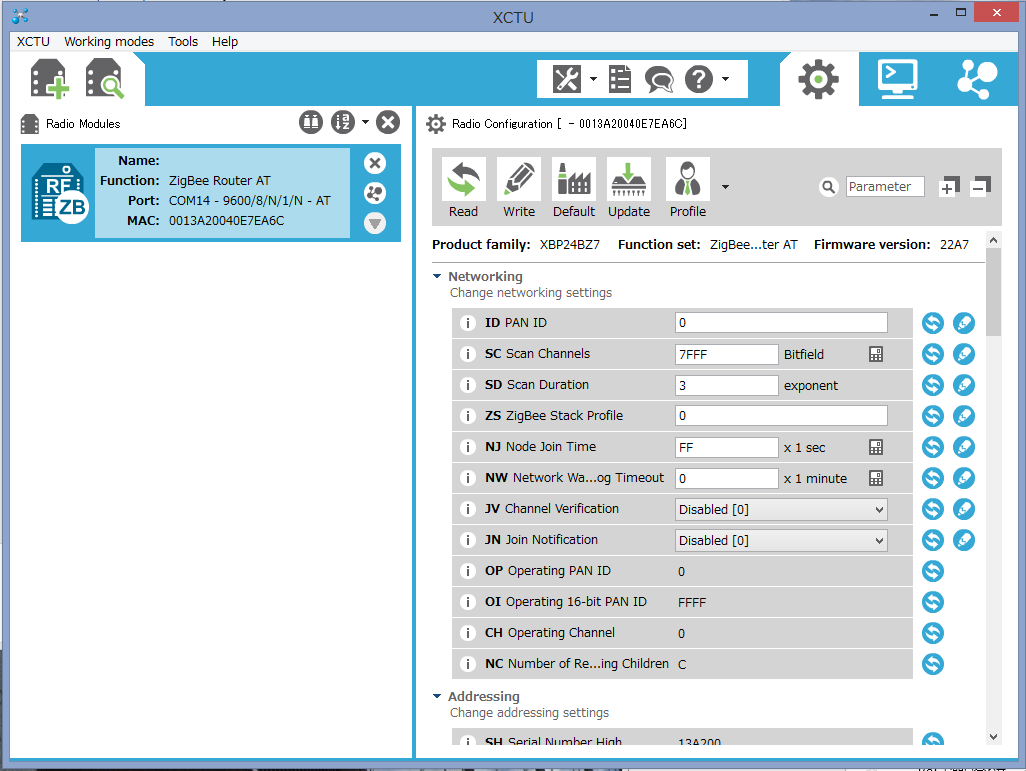 XCTU
XCTU Working modes Tools Help
Radio Modules
Name:
Function: ZigBee Router AT
Port: COM14 - 9600/8/N/1/N - AT
MAC: 0013A20040E7EA6C
RF
ZB
Radio Configuration [ - 0013A20040E7EA6C]
Read Write Default Update Profile
Parameter
Product family: XBP24BZ7 Function set: ZigBee...ter AT Firmware version: 22A7
Networking
Change networking settings
i ID PAN ID 0
i SC Scan Channels 7FFF Bitfield
i SD Scan Duration 3 exponent
i ZS ZigBee Stack Profile 0
i NJ Node Join Time FF x 1 sec
i NW Network Wa...og Timeout 0 x 1 minute
i JV Channel Verification Disabled [0]
i JN Join Notification Disabled [0]
i OP Operating PAN ID 0
i OI Operating 16-bit PAN ID FFFF
i CH Operating Channel 0
i NC Number of Re...ing Children C
Addressing
Change addressing settings
i SH Serial Number High 13A200